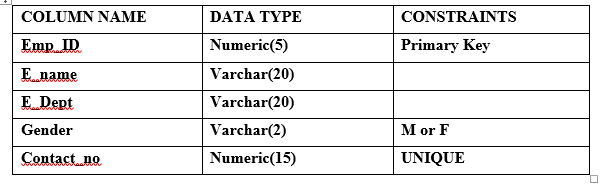 COLUMN NAME DATA TYPE CONSTRAINTS
Emp_ID Numeric(5) Primary Key
E_name Varchar(20)
E_Dept Varchar(20)
Gender Varchar(2) M or F
Contact_no Numeric(15) UNIQUE